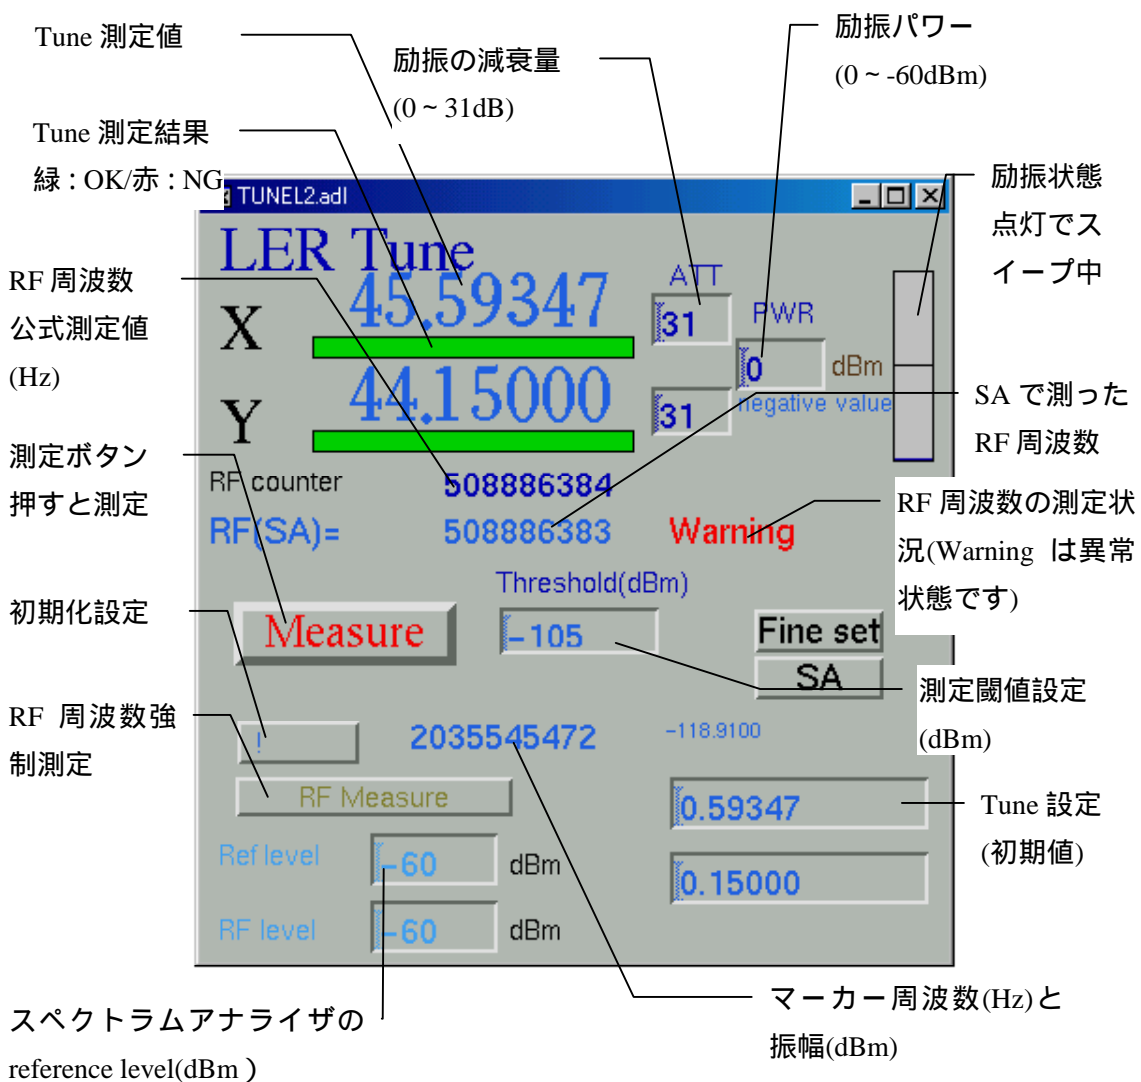 Tune 測定値
励振の減衰量
(0 ~ 31dB)
励振パワー
(0 ~ -60dBm)
Tune 測定結果
緑 : OK/赤 : NG
励振状態
点灯でス
イープ中
TUNEL2.adl
LER Tune
ATT
X
45.59347
31
PWR
0
dBm
negative value
Y
44.15000
31
RF 周波数
公式測定値
(Hz)
SA で測った
RF 周波数
測定ボタン
押すと測定
RF counter
508886384
RF(SA)=
508886383
Warning
RF 周波数の測定状
況(Warning は異常
状態です)
Threshold(dBm)
初期化設定
Measure
-105
Fine set
SA
測定閾値設定
(dBm)
RF 周波数強
制測定
!
2035545472
-118.9100
RF Measure
0.59347
Tune 設定
(初期値)
Ref level
-60
dBm
0.15000
RF level
-60
dBm
マーカー周波数(Hz)と
振幅(dBm)
スペクトラムアナライザの
reference level(dBm )